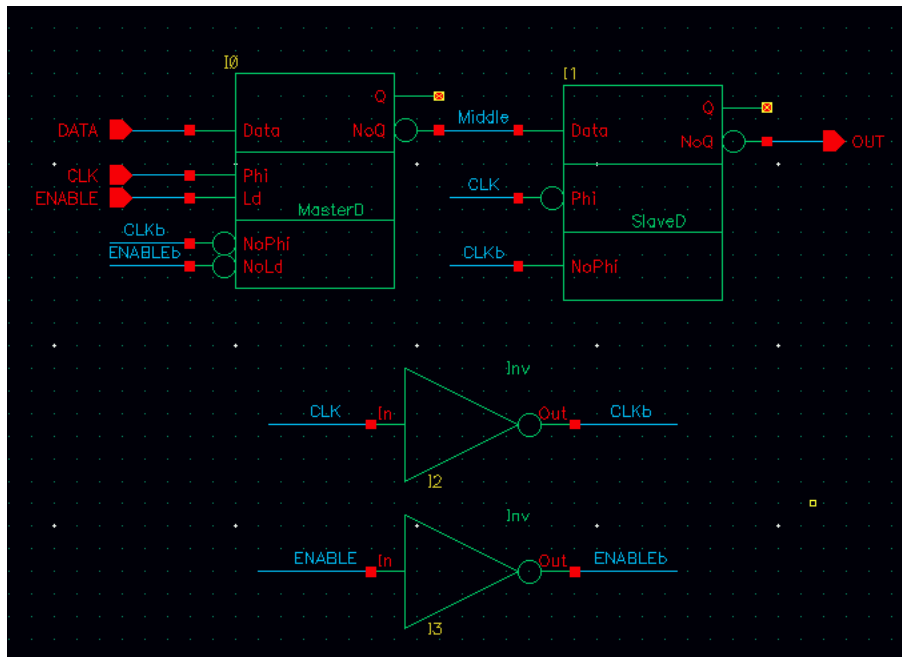 I0
Q
DATA
Data
NoQ
CLK
Phi
ENABLE
Ld
MasterD
CLKb
NoPhi
ENABLEb
NoLd
Middle
I1
Q
Data
NoQ
OUT
CLK
Phi
SlaveD
CLKb
NoPhi
Inv
CLK
In
Out
CLKb
I2
Inv
ENABLE
In
Out
ENABLEb
I3